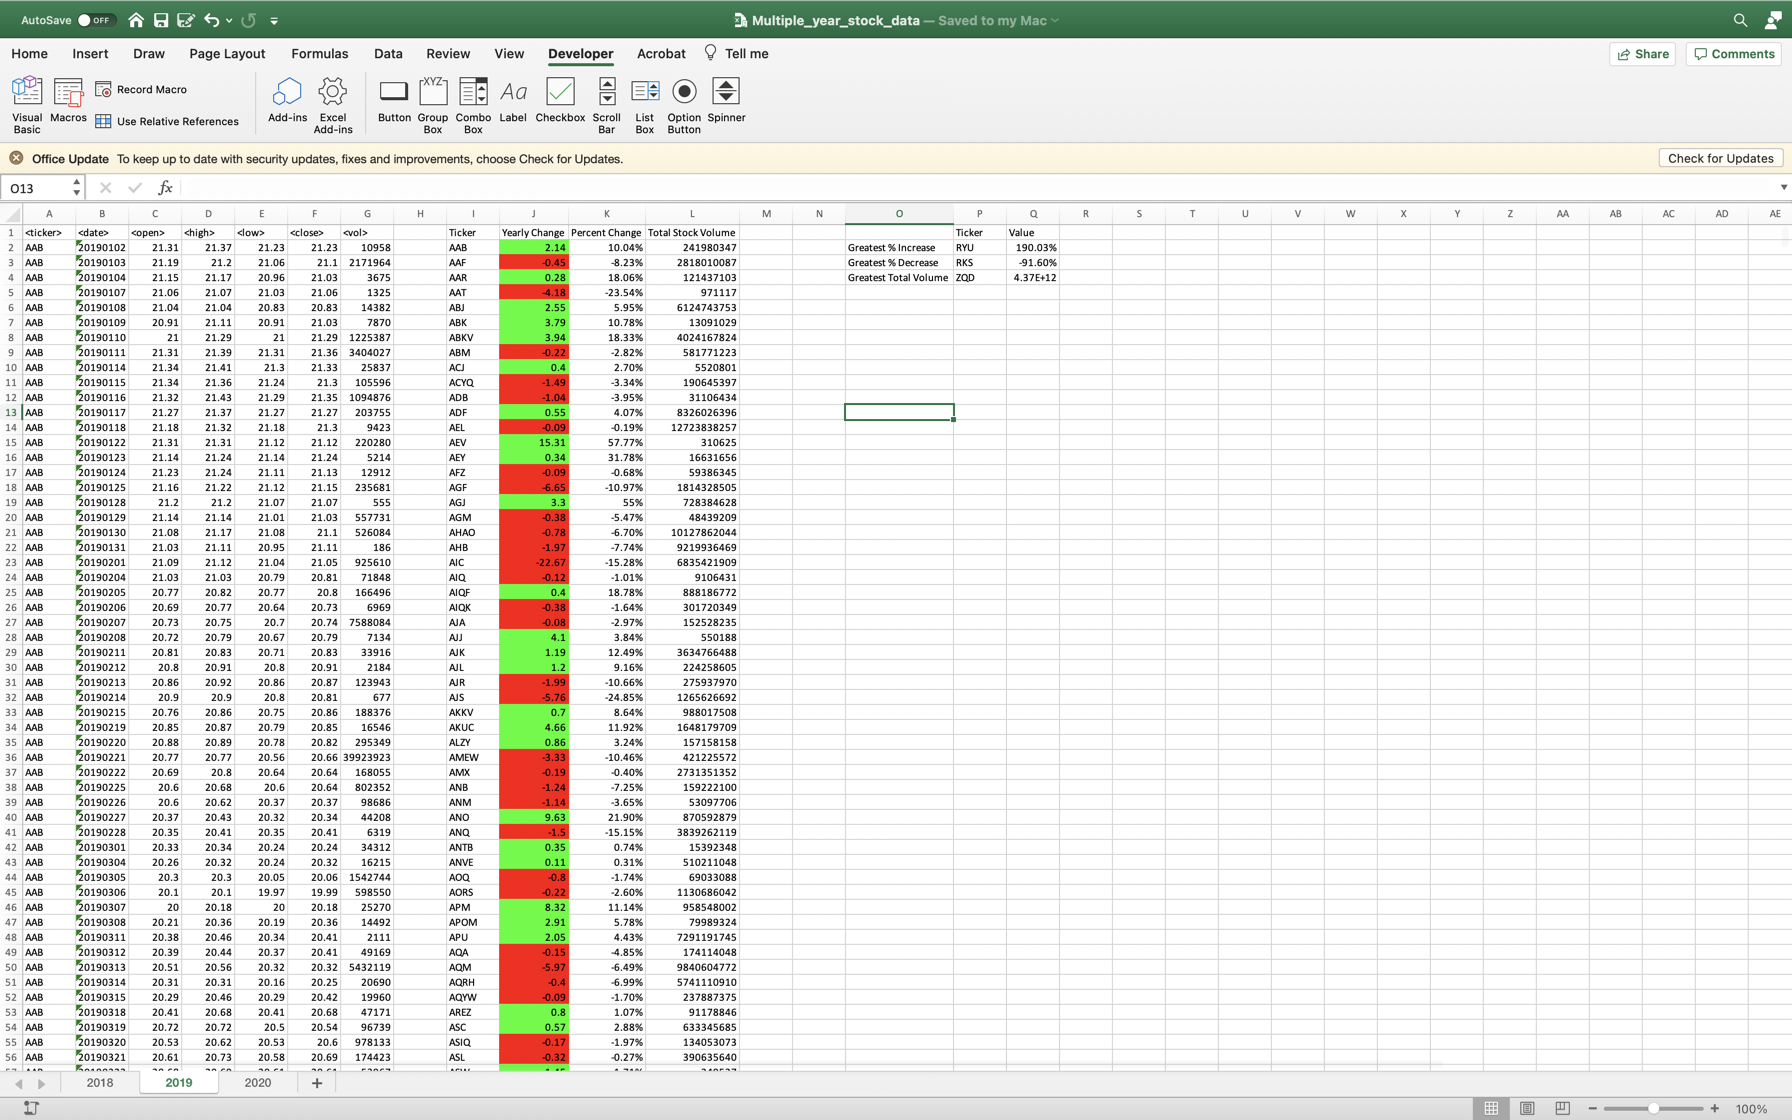 AutoSave OFF Multiple_year_stock_data — Saved to my Mac
Home Insert Draw Page Layout Formulas Data Review View Developer Acrobat Tell me Share Comments
Visual Basic Macros Record Macro Use Relative References Add-ins Excel Add-ins Button Group Box Combo Box Label Checkbox Scroll Bar List Box Option Button Spinner
Office Update To keep up to date with security updates, fixes and improvements, choose Check for Updates. Check for Updates
O13 fx
A B C D E F G H I J K L M N O P Q R S T U V W X Y Z AA AB AC AD AE
1 <ticker> <date> <open> <high> <low> <close> <vol> Ticker Yearly Change Percent Change Total Stock Volume Ticker Value
2 AAB 20190102 21.31 21.37 21.23 21.23 10958 AAB 2.14 10.04% 241980347 Greatest % Increase RYU 190.03%
3 AAB 20190103 21.19 21.2 21.06 21.1 2171964 AAF -0.45 -8.23% 2818010087 Greatest % Decrease RKS -91.60%
4 AAB 20190104 21.15 21.17 20.96 21.03 3675 AAR 0.28 18.06% 121437103 Greatest Total Volume ZQD 4.37E+12
5 AAB 20190107 21.06 21.07 21.03 21.06 1325 AAT -4.18 -23.54% 971117
6 AAB 20190108 21.04 21.04 20.83 20.83 14382 ABJ 2.55 5.95% 6124743753
7 AAB 20190109 20.91 21.11 20.91 21.03 7870 ABK 3.79 10.78% 13091029
8 AAB 20190110 21 21.29 21 21.29 1225387 ABKV 3.94 18.33% 4024167824
9 AAB 20190111 21.31 21.39 21.31 21.36 3404027 ABM -0.22 -2.82% 581771223
10 AAB 20190114 21.34 21.41 21.3 21.33 25837 ACJ 0.4 2.70% 5520801
11 AAB 20190115 21.34 21.36 21.24 21.3 105596 ACYQ -1.49 -3.34% 190645397
12 AAB 20190116 21.32 21.43 21.29 21.35 1094876 ADB -1.04 -3.95% 31106434
13 AAB 20190117 21.27 21.37 21.27 21.27 203755 ADF 0.55 4.07% 8326026396
14 AAB 20190118 21.18 21.32 21.18 21.3 9423 AEL -0.09 -0.19% 12723838257
15 AAB 20190122 21.31 21.31 21.12 21.12 220280 AEV 15.31 57.77% 310625
16 AAB 20190123 21.14 21.24 21.14 21.24 5214 AEY 0.34 31.78% 16631656
17 AAB 20190124 21.23 21.24 21.11 21.13 12912 AFZ -0.09 -0.68% 59386345
18 AAB 20190125 21.16 21.22 21.12 21.15 235681 AGF -6.65 -10.97% 1814328505
19 AAB 20190128 21.2 21.2 21.07 21.07 555 AGJ 3.3 55% 728384628
20 AAB 20190129 21.14 21.14 21.01 21.03 557731 AGM -0.38 -5.47% 48439209
21 AAB 20190130 21.08 21.17 21.08 21.1 526084 AHAO -0.78 -6.70% 10127862044
22 AAB 20190131 21.03 21.11 20.95 21.11 186 AHB -1.97 -7.74% 9219936469
23 AAB 20190201 21.09 21.12 21.04 21.05 925610 AIC -22.67 -15.28% 6835421909
24 AAB 20190204 21.03 21.03 20.79 20.81 71848 AIQ -0.12 -1.01% 9106431
25 AAB 20190205 20.77 20.82 20.77 20.8 166496 AIQF 0.4 18.78% 888186772
26 AAB 20190206 20.69 20.77 20.64 20.73 6969 AIQK -0.38 -1.64% 301720349
27 AAB 20190207 20.73 20.75 20.7 20.74 7588084 AJA -0.08 -2.97% 152528235
28 AAB 20190208 20.72 20.79 20.67 20.79 7134 AJJ 4.1 3.84% 550188
29 AAB 20190211 20.81 20.83 20.71 20.83 33916 AJK 1.19 12.49% 3634766488
30 AAB 20190212 20.8 20.91 20.8 20.91 2184 AJL 1.2 9.16% 224258605
31 AAB 20190213 20.86 20.92 20.86 20.87 123943 AJR -1.99 -10.66% 275937970
32 AAB 20190214 20.9 20.9 20.8 20.81 677 AJS -5.76 -24.85% 1265626692
33 AAB 20190215 20.76 20.86 20.75 20.86 188376 AKKV 0.7 8.64% 988017508
34 AAB 20190219 20.85 20.87 20.79 20.85 16546 AKUC 4.66 11.92% 1648179709
35 AAB 20190220 20.88 20.89 20.78 20.82 295349 ALZY 0.86 3.24% 157158158
36 AAB 20190221 20.77 20.77 20.56 20.66 39923923 AMEW -3.33 -10.46% 421225572
37 AAB 20190222 20.69 20.8 20.64 20.64 168055 AMX -0.19 -0.40% 2731351352
38 AAB 20190225 20.6 20.68 20.6 20.64 802352 ANB -1.24 -7.25% 159222100
39 AAB 20190226 20.6 20.62 20.37 20.37 98686 ANM -1.14 -3.65% 53097706
40 AAB 20190227 20.37 20.43 20.32 20.34 44208 ANO 9.63 21.90% 870592879
41 AAB 20190228 20.35 20.41 20.35 20.41 6319 ANQ -1.5 -15.15% 3839262119
42 AAB 20190301 20.33 20.34 20.24 20.24 34312 ANTB 0.35 0.74% 15392348
43 AAB 20190304 20.26 20.32 20.24 20.32 16215 ANVE 0.11 0.31% 510211048
44 AAB 20190305 20.3 20.3 20.05 20.06 1542744 AOQ -0.8 -1.74% 69033088
45 AAB 20190306 20.1 20.1 19.97 19.99 598550 AORS -0.22 -2.60% 1130686042
46 AAB 20190307 20 20.18 20 20.18 25270 APM 8.32 11.14% 958548002
47 AAB 20190308 20.21 20.36 20.19 20.36 14492 APOM 2.91 5.78% 79989324
48 AAB 20190311 20.38 20.46 20.34 20.41 2111 APU 2.05 4.43% 7291191745
49 AAB 20190312 20.39 20.44 20.37 20.41 49169 AQA -0.15 -4.85% 174114048
50 AAB 20190313 20.51 20.56 20.32 20.32 5432119 AQM -5.97 -6.49% 9840604772
51 AAB 20190314 20.31 20.31 20.16 20.25 20690 AQRH -0.4 -6.99% 5741110910
52 AAB 20190315 20.29 20.46 20.29 20.42 19960 AQYW -0.09 -1.70% 237887375
53 AAB 20190318 20.41 20.68 20.41 20.68 47171 AREZ 0.8 1.07% 91178846
54 AAB 20190319 20.72 20.72 20.5 20.54 96739 ASC 0.57 2.88% 633345685
55 AAB 20190320 20.53 20.62 20.53 20.6 978133 ASIQ -0.17 -1.97% 134053073
56 AAB 20190321 20.61 20.73 20.58 20.69 174423 ASL -0.32 -0.27% 390635640
2018 2019 2020 +
100%